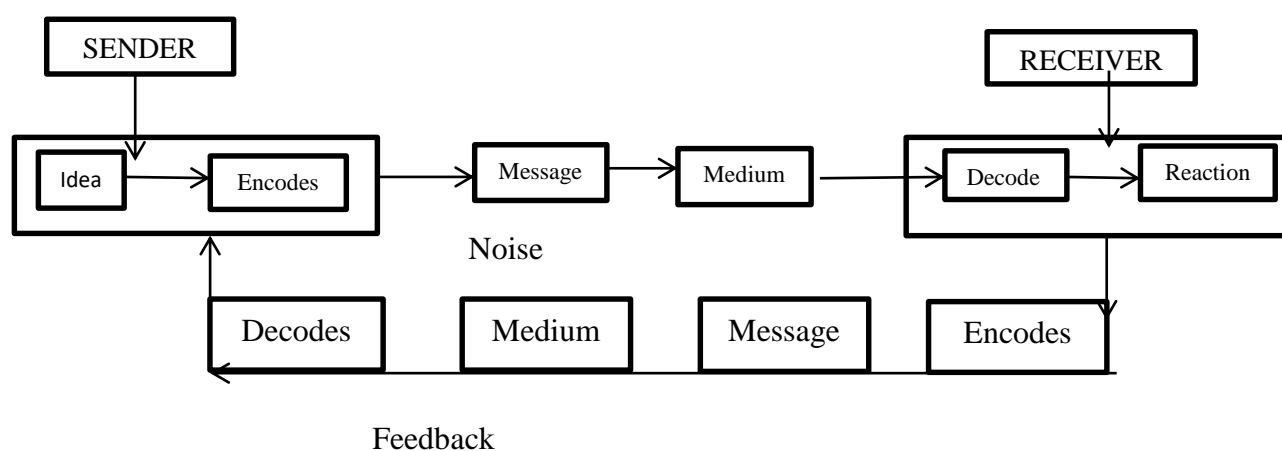 SENDER
RECEIVER
Idea
Encodes
Message
Medium
Decode
Reaction
Noise
Decodes
Medium
Message
Encodes
Feedback